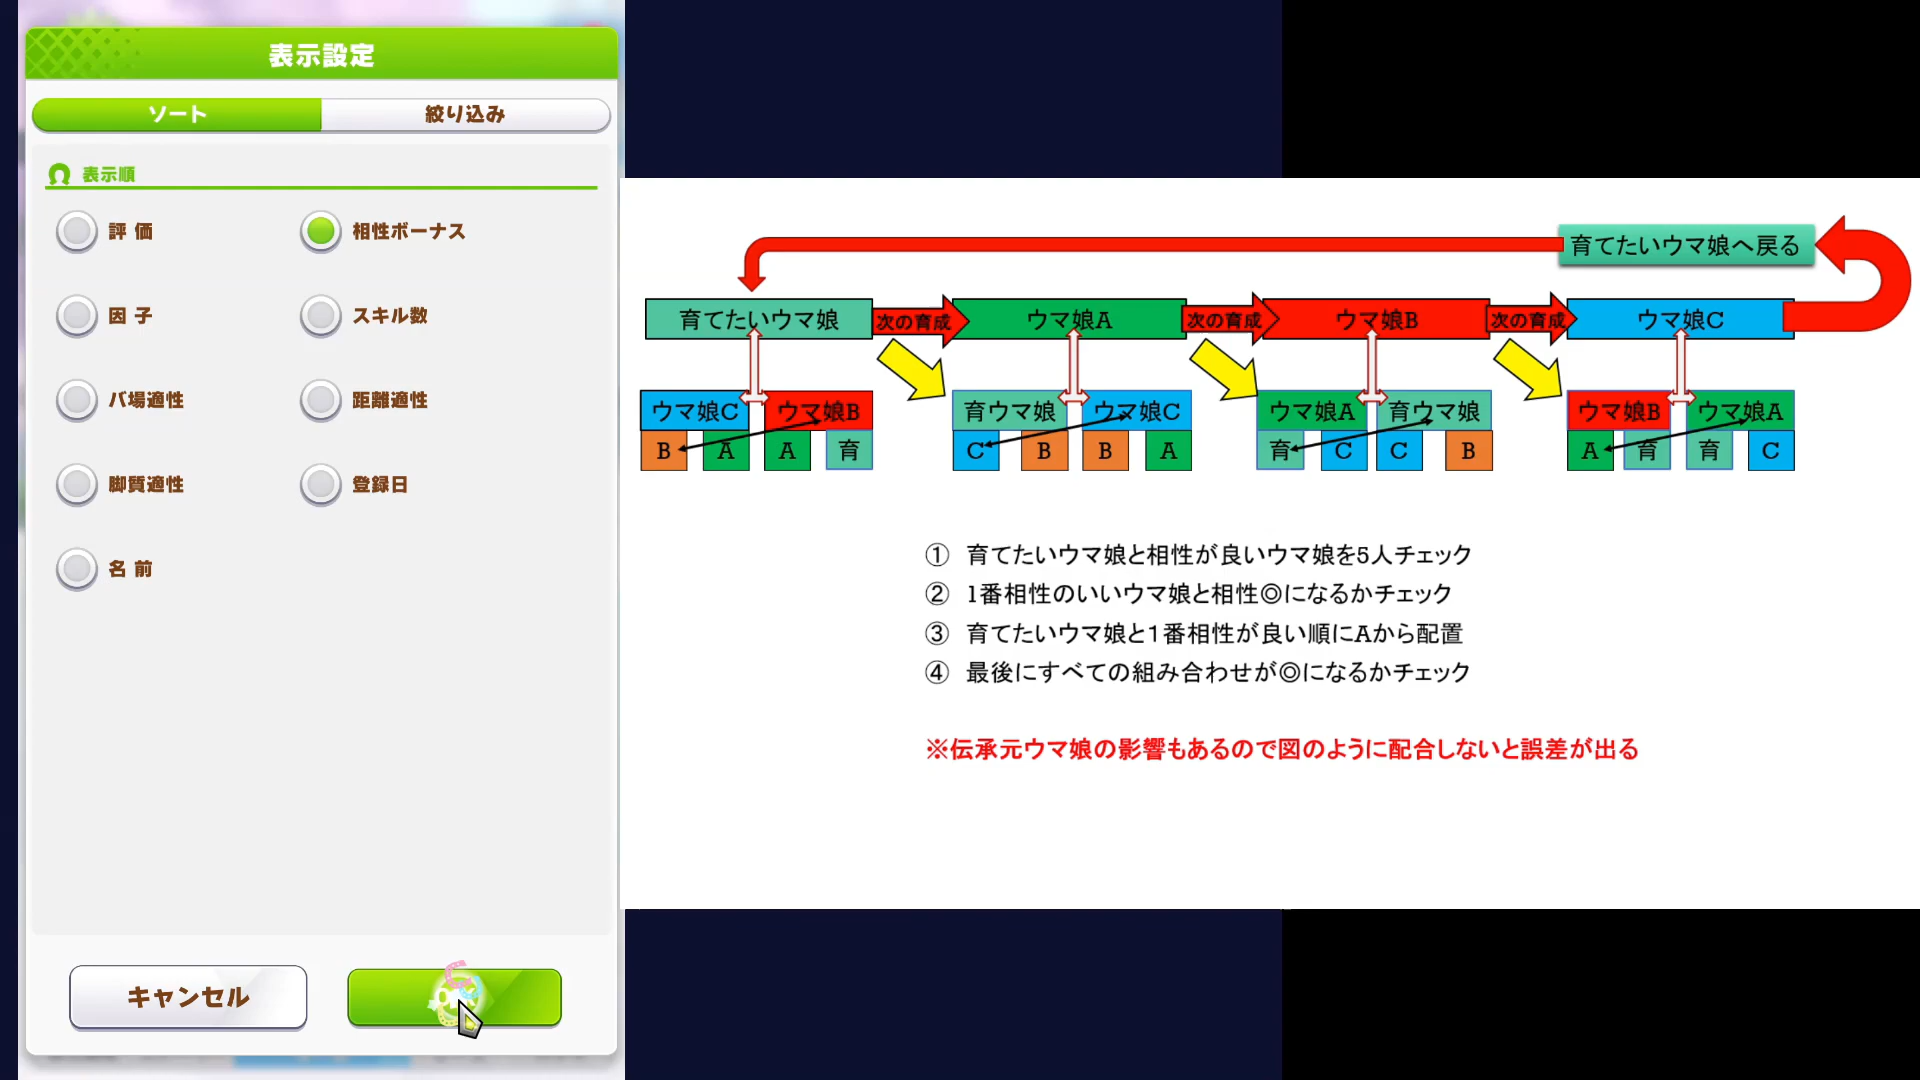 表示設定
ソート 絞り込み
表示順
評 価 相性ボーナス
因 子 スキル数
バ場適性 距離適性
脚質適性 登録日
名 前
キャンセル
育てたいウマ娘へ戻る
育てたいウマ娘 次の育成 ウマ娘A 次の育成 ウマ娘B 次の育成 ウマ娘C
ウマ娘C ウマ娘B 育ウマ娘 ウマ娘C ウマ娘A 育ウマ娘 ウマ娘B ウマ娘A
B A A 育 C B B A 育 C C B A 育 育 C
① 育てたいウマ娘と相性が良いウマ娘を5人チェック
② 1番相性のいいウマ娘と相性◎になるかチェック
③ 育てたいウマ娘と1番相性が良い順にAから配置
④ 最後にすべての組み合わせが◎になるかチェック
※伝承元ウマ娘の影響もあるので図のように配合しないと誤差が出る